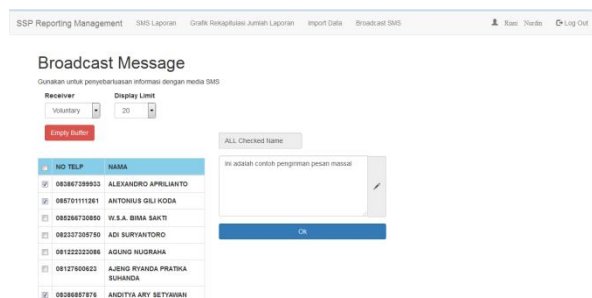 SSP Reporting Management SMS Laporan Grafik Rekapitulasi Jumlah Laporan Import Data Broadcast SMS Rismi Nurdin Log Out
Broadcast Message
Gunakan untuk penyebarluasan informasi dengan media SMS
Receiver Display Limit
Voluntary 20
Empty Buffer
ALL Checked Name
Ini adalah contoh pengiriman pesan massal
Ok
NO TELP NAMA
083867399933 ALEXANDRO APRILIANTO
085701111261 ANTONIUS GILI KODA
085266730850 W.S.A. BIMA SAKTI
082337305750 ADI SURYANTORO
081222323086 AGUNG NUGRAHA
08127600623 AJENG RYANDA PRATIKA
SUHANDA
08386857876 ANDITYA ARY SETYAWAN